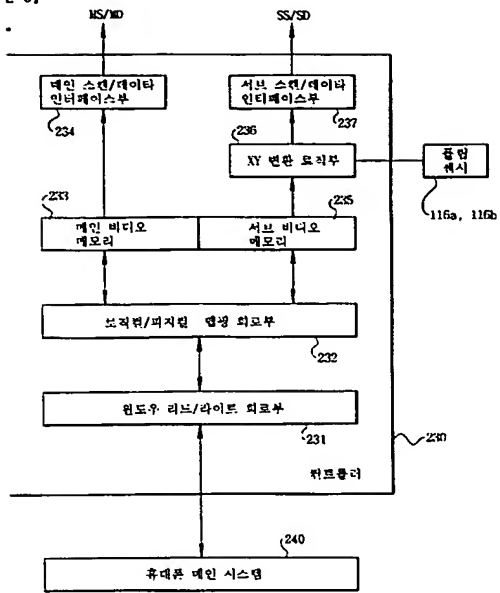 MS/MD
SS/SD
메인 스캔/데이타
인터페이스부
234
서브 스캔/데이타
인터페이스부
237
236
XY 변환 로직부
플립
센서
116a, 116b
233
메인 비디오
메모리
서브 비디오
메모리
235
로직컬/피지컬 맵핑 회로부
232
윈도우 리드/라이트 회로부
231
230
컨트롤러
240
휴대폰 메인 시스템